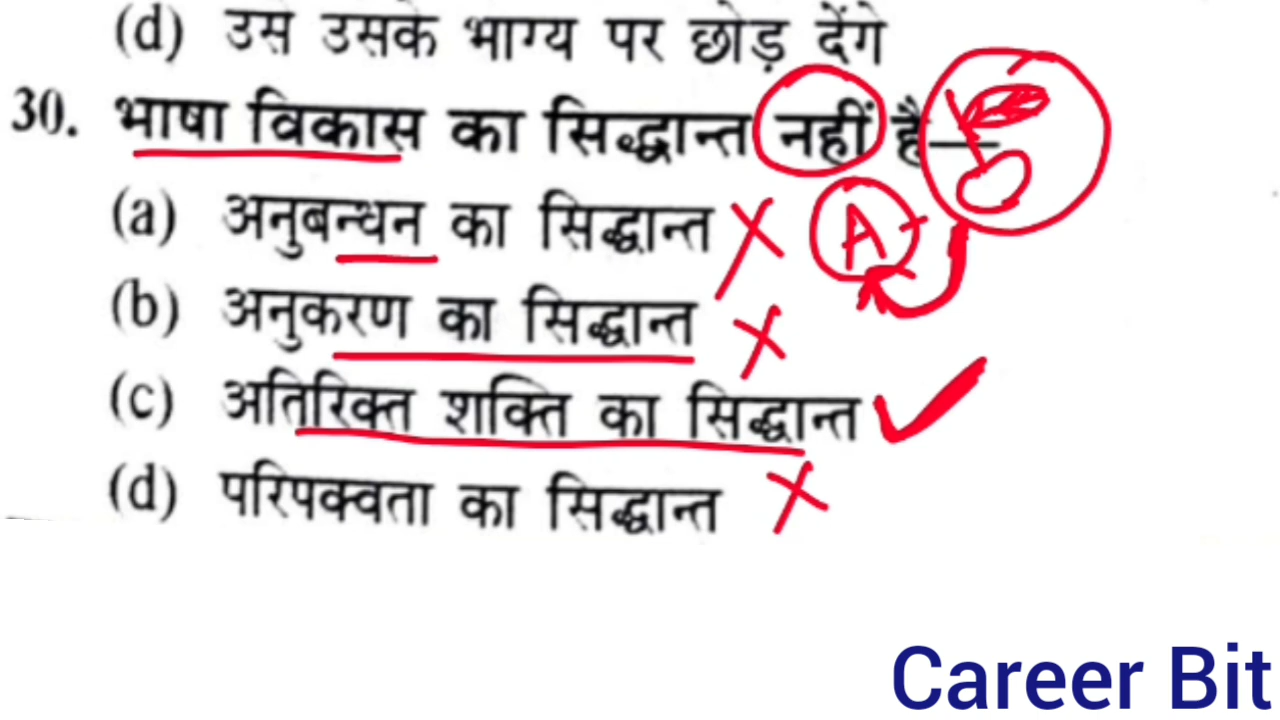 (d) उसे उसके भाग्य पर छोड़ देंगे
30. भाषा विकास का सिद्धान्त नहीं है—
(a) अनुबन्धन का सिद्धान्त
A
(b) अनुकरण का सिद्धान्त
(c) अतिरिक्त शक्ति का सिद्धान्त
(d) परिपक्वता का सिद्धान्त
Career Bit